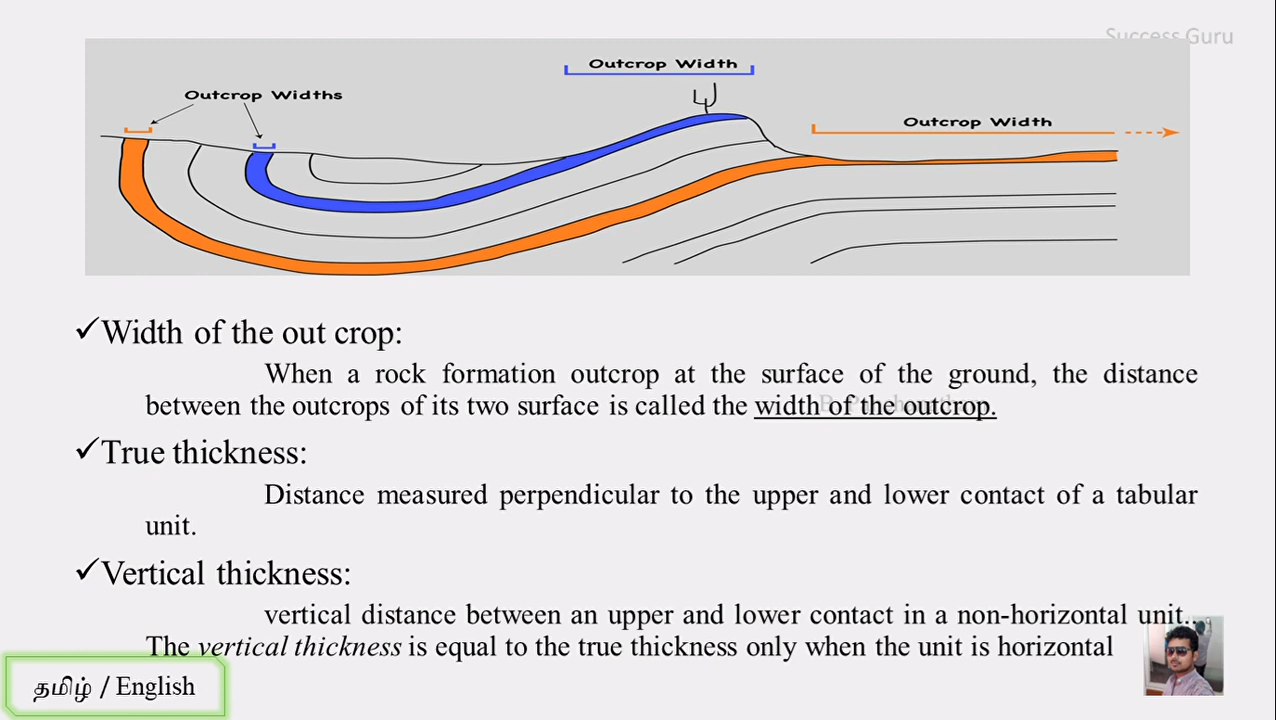 Success Guru
Outcrop Width
Outcrop Widths
Outcrop Width
✓Width of the out crop:
When a rock formation outcrop at the surface of the ground, the distance
between the outcrops of its two surface is called the width of the outcrop.
✓True thickness:
Distance measured perpendicular to the upper and lower contact of a tabular
unit.
✓Vertical thickness:
vertical distance between an upper and lower contact in a non-horizontal unit..
The vertical thickness is equal to the true thickness only when the unit is horizontal
தமிழ் / English